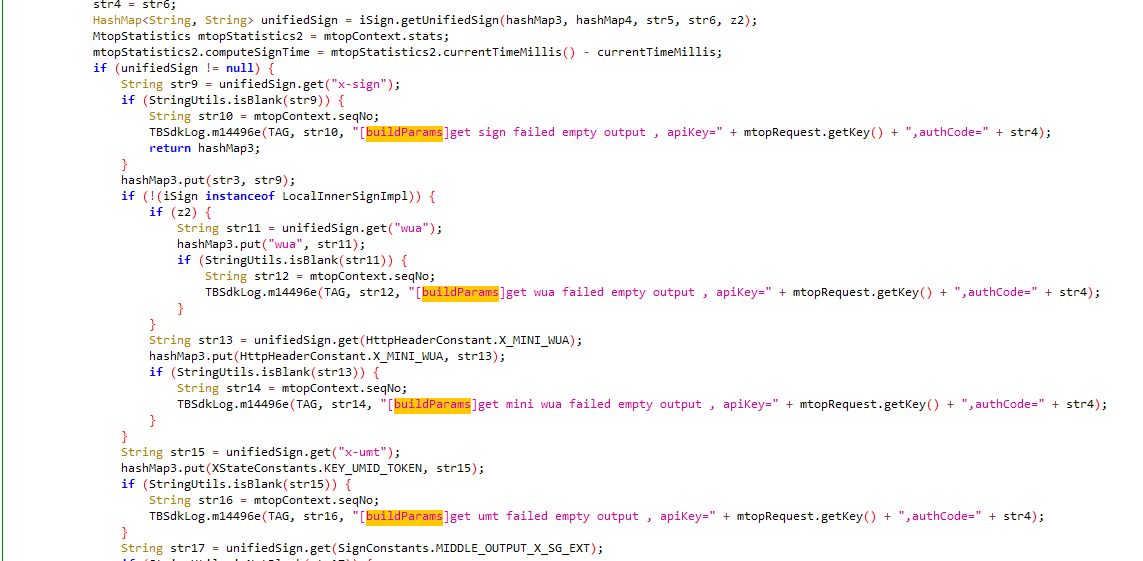 str4 = str6;
HashMap<String, String> unifiedSign = iSign.getUnifiedSign(hashMap3, hashMap4, str5, str6, z2);
MtopStatistics mtopStatistics2 = mtopContext.stats;
mtopStatistics2.computeSignTime = mtopStatistics2.currentTimeMillis() - currentTimeMillis;
if (unifiedSign != null) {
String str9 = unifiedSign.get("x-sign");
if (StringUtils.isBlank(str9)) {
String str10 = mtopContext.seqNo;
TBSdkLog.m14496e(TAG, str10, "[buildParams]get sign failed empty output , apiKey=" + mtopRequest.getKey() + ",authCode=" + str4);
return hashMap3;
}
hashMap3.put(str3, str9);
if (!(iSign instanceof LocalInnerSignImpl)) {
if (z2) {
String str11 = unifiedSign.get("wua");
hashMap3.put("wua", str11);
if (StringUtils.isBlank(str11)) {
String str12 = mtopContext.seqNo;
TBSdkLog.m14496e(TAG, str12, "[buildParams]get wua failed empty output , apiKey=" + mtopRequest.getKey() + ",authCode=" + str4);
}
}
String str13 = unifiedSign.get(HttpHeaderConstant.X_MINI_WUA);
hashMap3.put(HttpHeaderConstant.X_MINI_WUA, str13);
if (StringUtils.isBlank(str13)) {
String str14 = mtopContext.seqNo;
TBSdkLog.m14496e(TAG, str14, "[buildParams]get mini wua failed empty output , apiKey=" + mtopRequest.getKey() + ",authCode=" + str4);
}
}
String str15 = unifiedSign.get("x-umt");
hashMap3.put(XStateConstants.KEY_UMID_TOKEN, str15);
if (StringUtils.isBlank(str15)) {
String str16 = mtopContext.seqNo;
TBSdkLog.m14496e(TAG, str16, "[buildParams]get umt failed empty output , apiKey=" + mtopRequest.getKey() + ",authCode=" + str4);
}
String str17 = unifiedSign.get(SignConstants.MIDDLE_OUTPUT_X_SG_EXT);